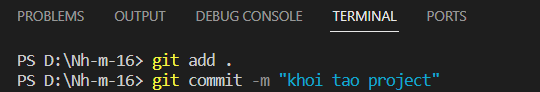 PROBLEMS OUTPUT DEBUG CONSOLE TERMINAL PORTS
PS D:\Nh-m-16> git add .
PS D:\Nh-m-16> git commit -m "khoi tao project"